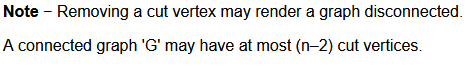 Note − Removing a cut vertex may render a graph disconnected.
A connected graph 'G' may have at most (n–2) cut vertices.